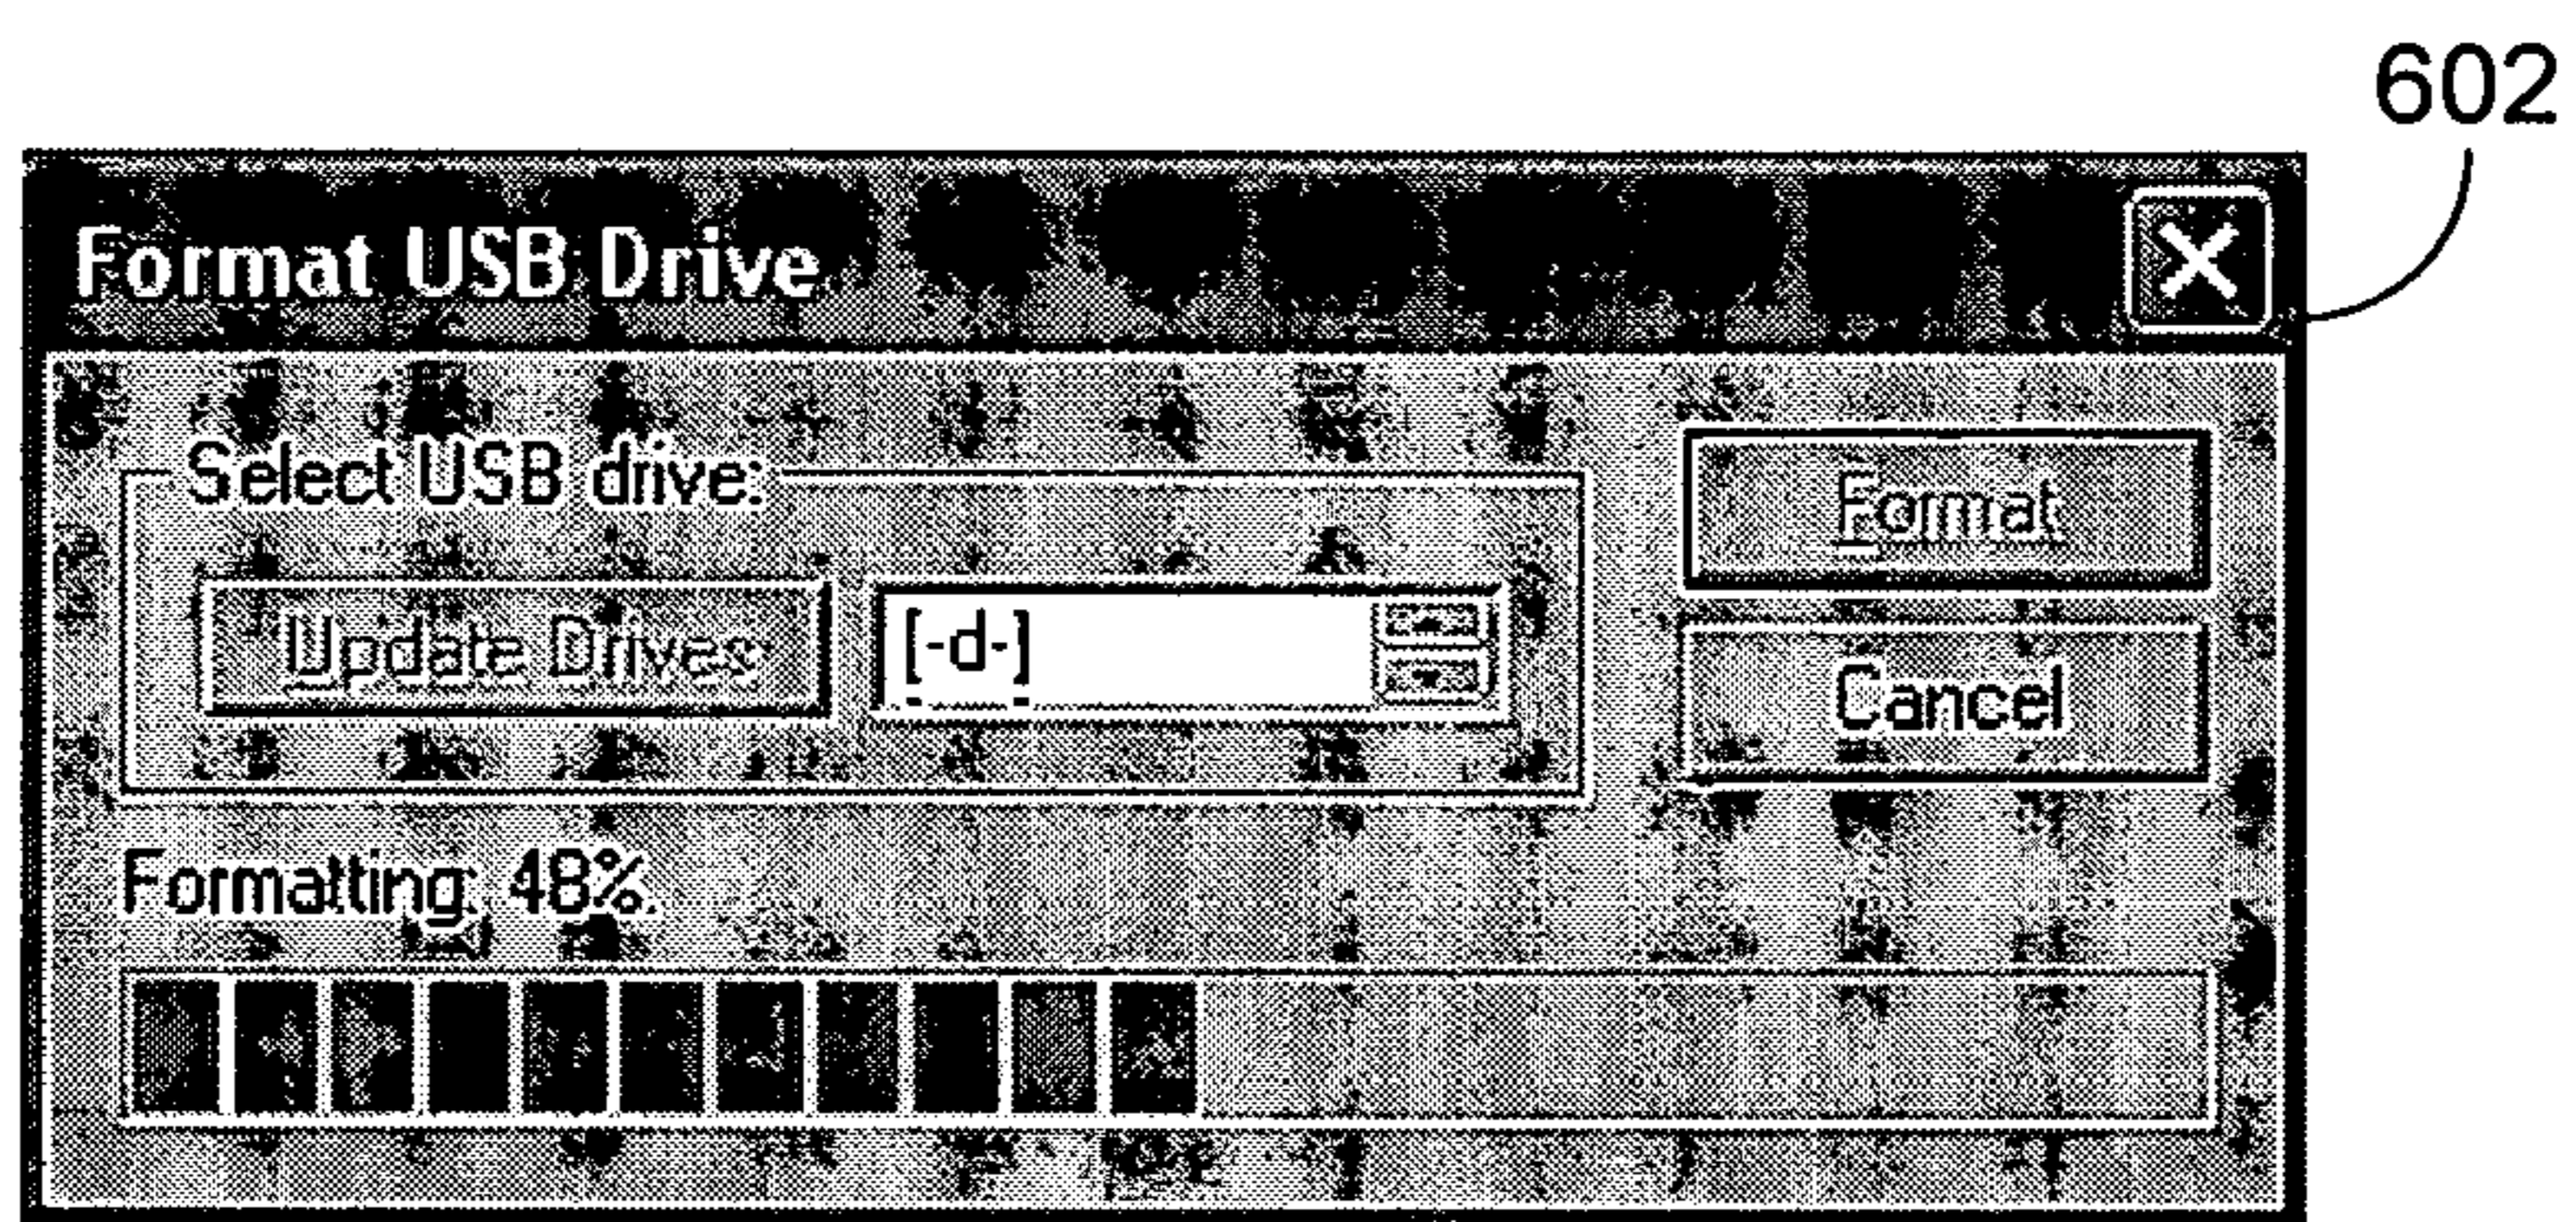 602
Format USB Drive
Select USB drive:
Format
Update Drives
[-d-]
Cancel
Formatting: 48%.